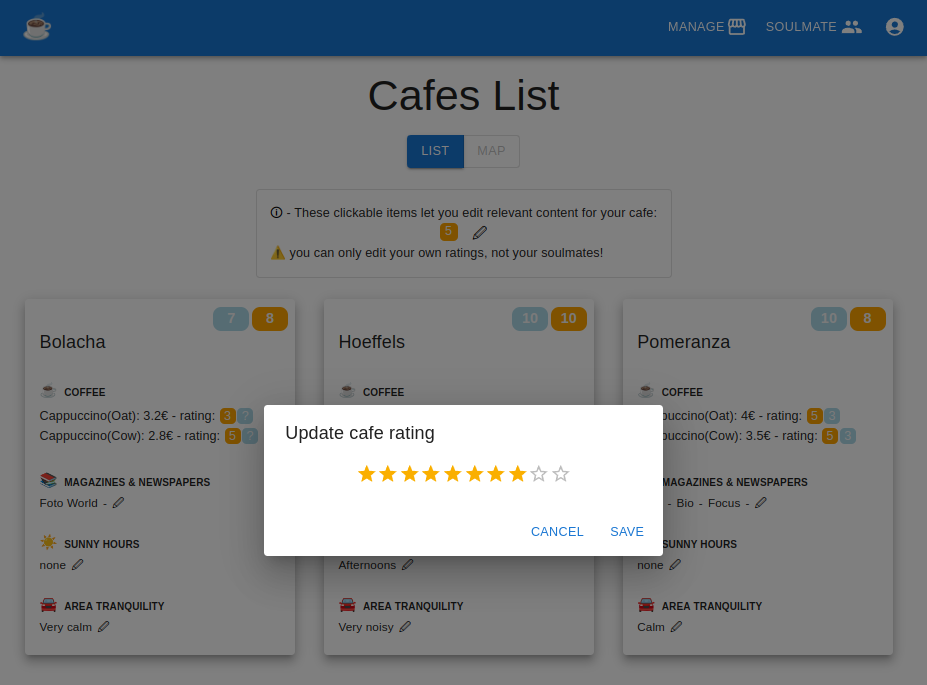 MANAGE SOULMATE
Cafes List
LIST MAP
- These clickable items let you edit relevant content for your cafe:
5
you can only edit your own ratings, not your soulmates!
7 8
Bolacha
COFFEE
Cappuccino(Oat): 3.2€ - rating: 3 ?
Cappuccino(Cow): 2.8€ - rating: 5 ?
MAGAZINES & NEWSPAPERS
Foto World -
SUNNY HOURS
none
AREA TRANQUILITY
Very calm
10 10
Hoeffels
COFFEE
Afternoons
AREA TRANQUILITY
Very noisy
10 8
Pomeranza
COFFEE
puccino(Oat): 4€ - rating: 5 3
puccino(Cow): 3.5€ - rating: 5 3
MAGAZINES & NEWSPAPERS
- Bio - Focus -
SUNNY HOURS
none
AREA TRANQUILITY
Calm
Update cafe rating
CANCEL SAVE